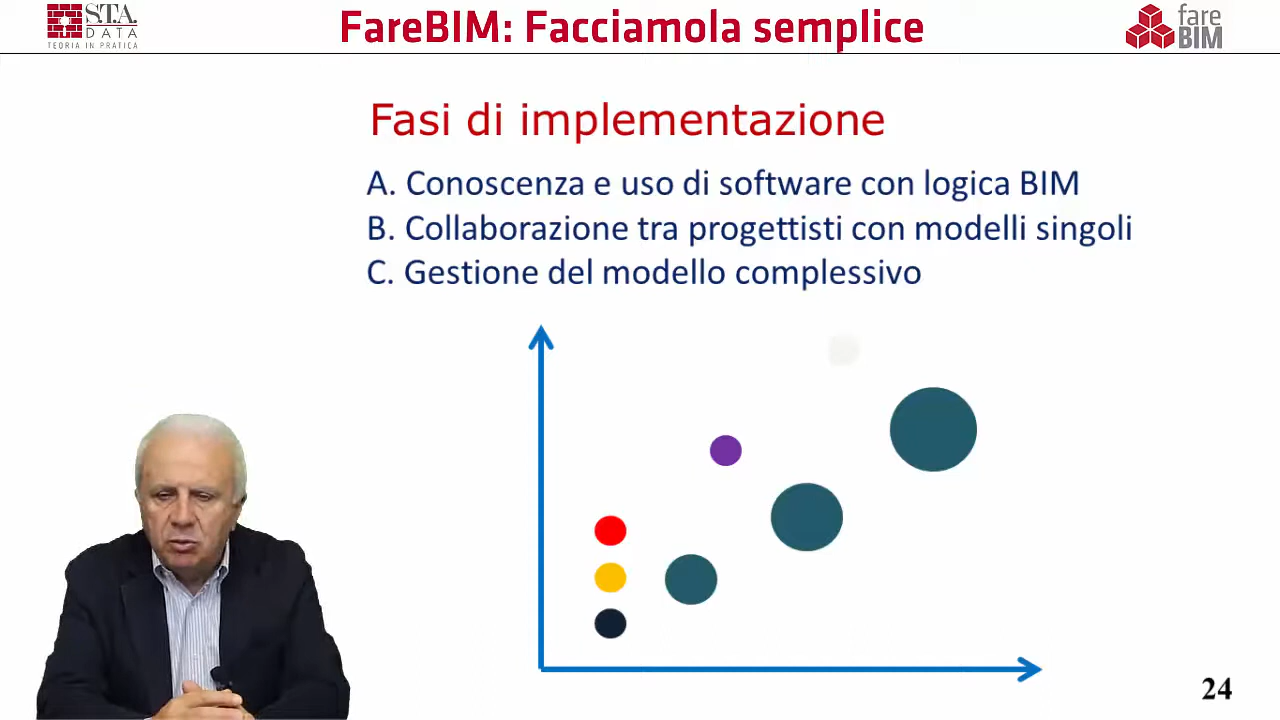 S.T.A.
DATA
TEORIA IN PRATICA
FareBIM: Facciamola semplice
fare
BIM
Fasi di implementazione
A. Conoscenza e uso di software con logica BIM
B. Collaborazione tra progettisti con modelli singoli
C. Gestione del modello complessivo
24